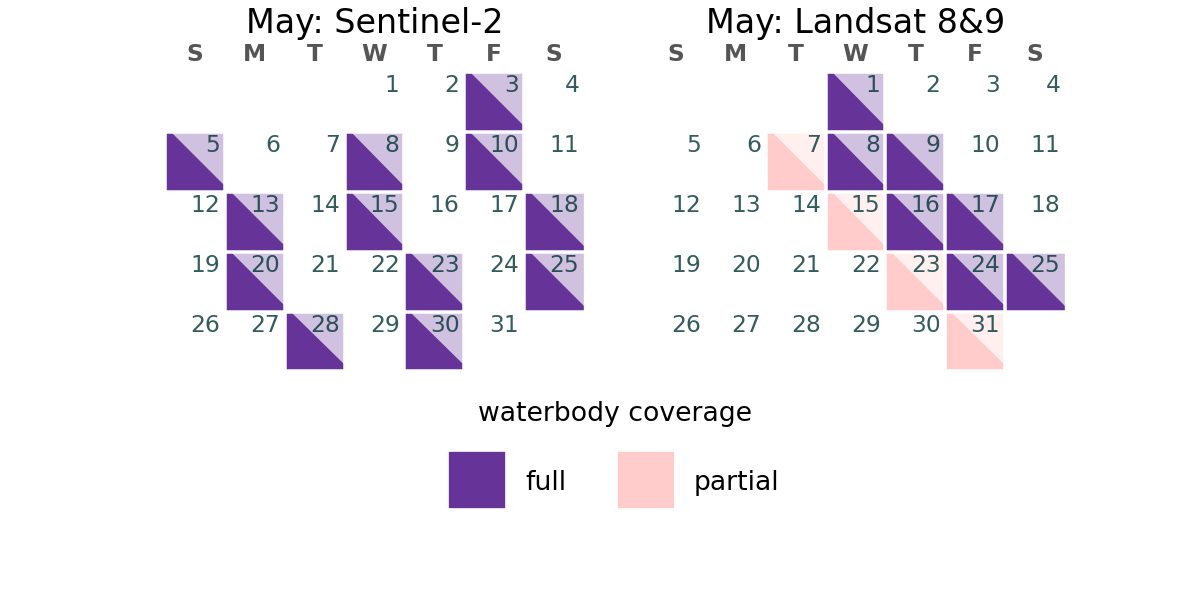 May: Sentinel-2
S M T W T F S
1 2 3 4
5 6 7 8 9 10 11
12 13 14 15 16 17 18
19 20 21 22 23 24 25
26 27 28 29 30 31
May: Landsat 8&9
S M T W T F S
1 2 3 4
5 6 7 8 9 10 11
12 13 14 15 16 17 18
19 20 21 22 23 24 25
26 27 28 29 30 31
waterbody coverage
full
partial